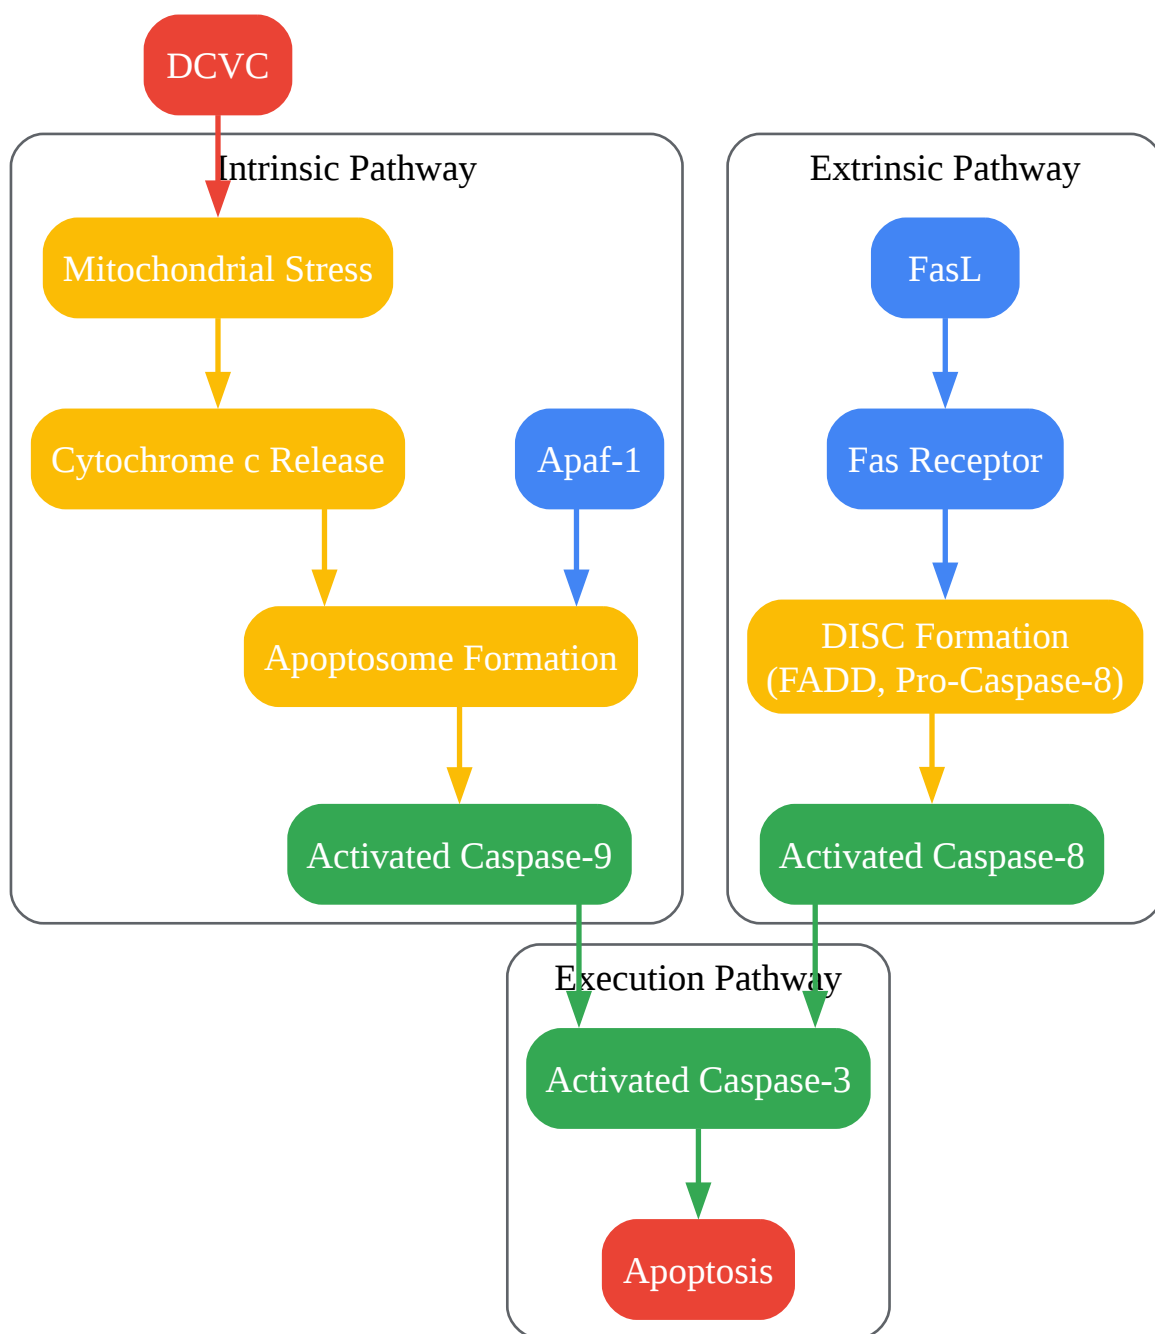 DCVC
Intrinsic Pathway
Mitochondrial Stress
Cytochrome c Release
Apaf-1
Apoptosome Formation
Activated Caspase-9
Extrinsic Pathway
FasL
Fas Receptor
DISC Formation
(FADD, Pro-Caspase-8)
Activated Caspase-8
Execution Pathway
Activated Caspase-3
Apoptosis